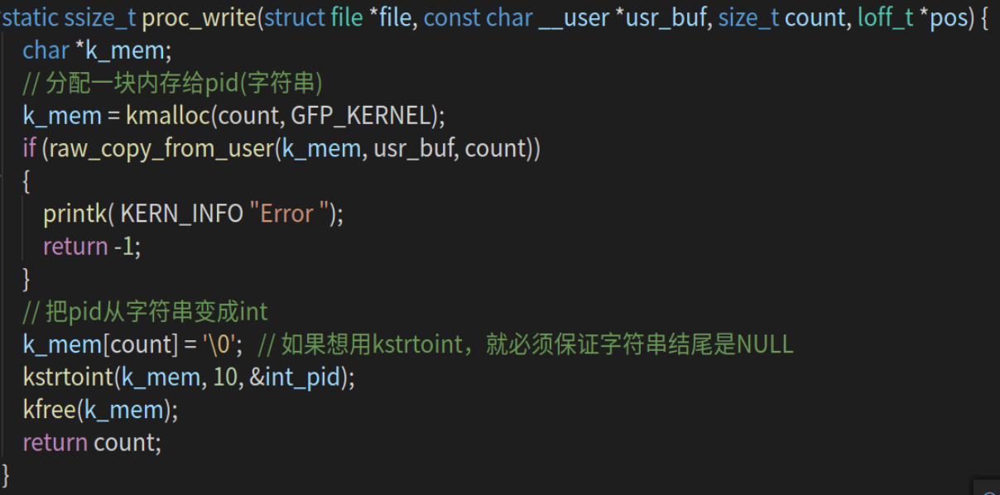 static ssize_t proc_write(struct file *file, const char __user *usr_buf, size_t count, loff_t *pos) {
char *k_mem;
// 分配一块内存给pid(字符串)
k_mem = kmalloc(count, GFP_KERNEL);
if (raw_copy_from_user(k_mem, usr_buf, count))
{
printk( KERN_INFO "Error ");
return -1;
}
// 把pid从字符串变成int
k_mem[count] = '\0'; // 如果想用kstrtoint，就必须保证字符串结尾是NULL
kstrtoint(k_mem, 10, &int_pid);
kfree(k_mem);
return count;
}